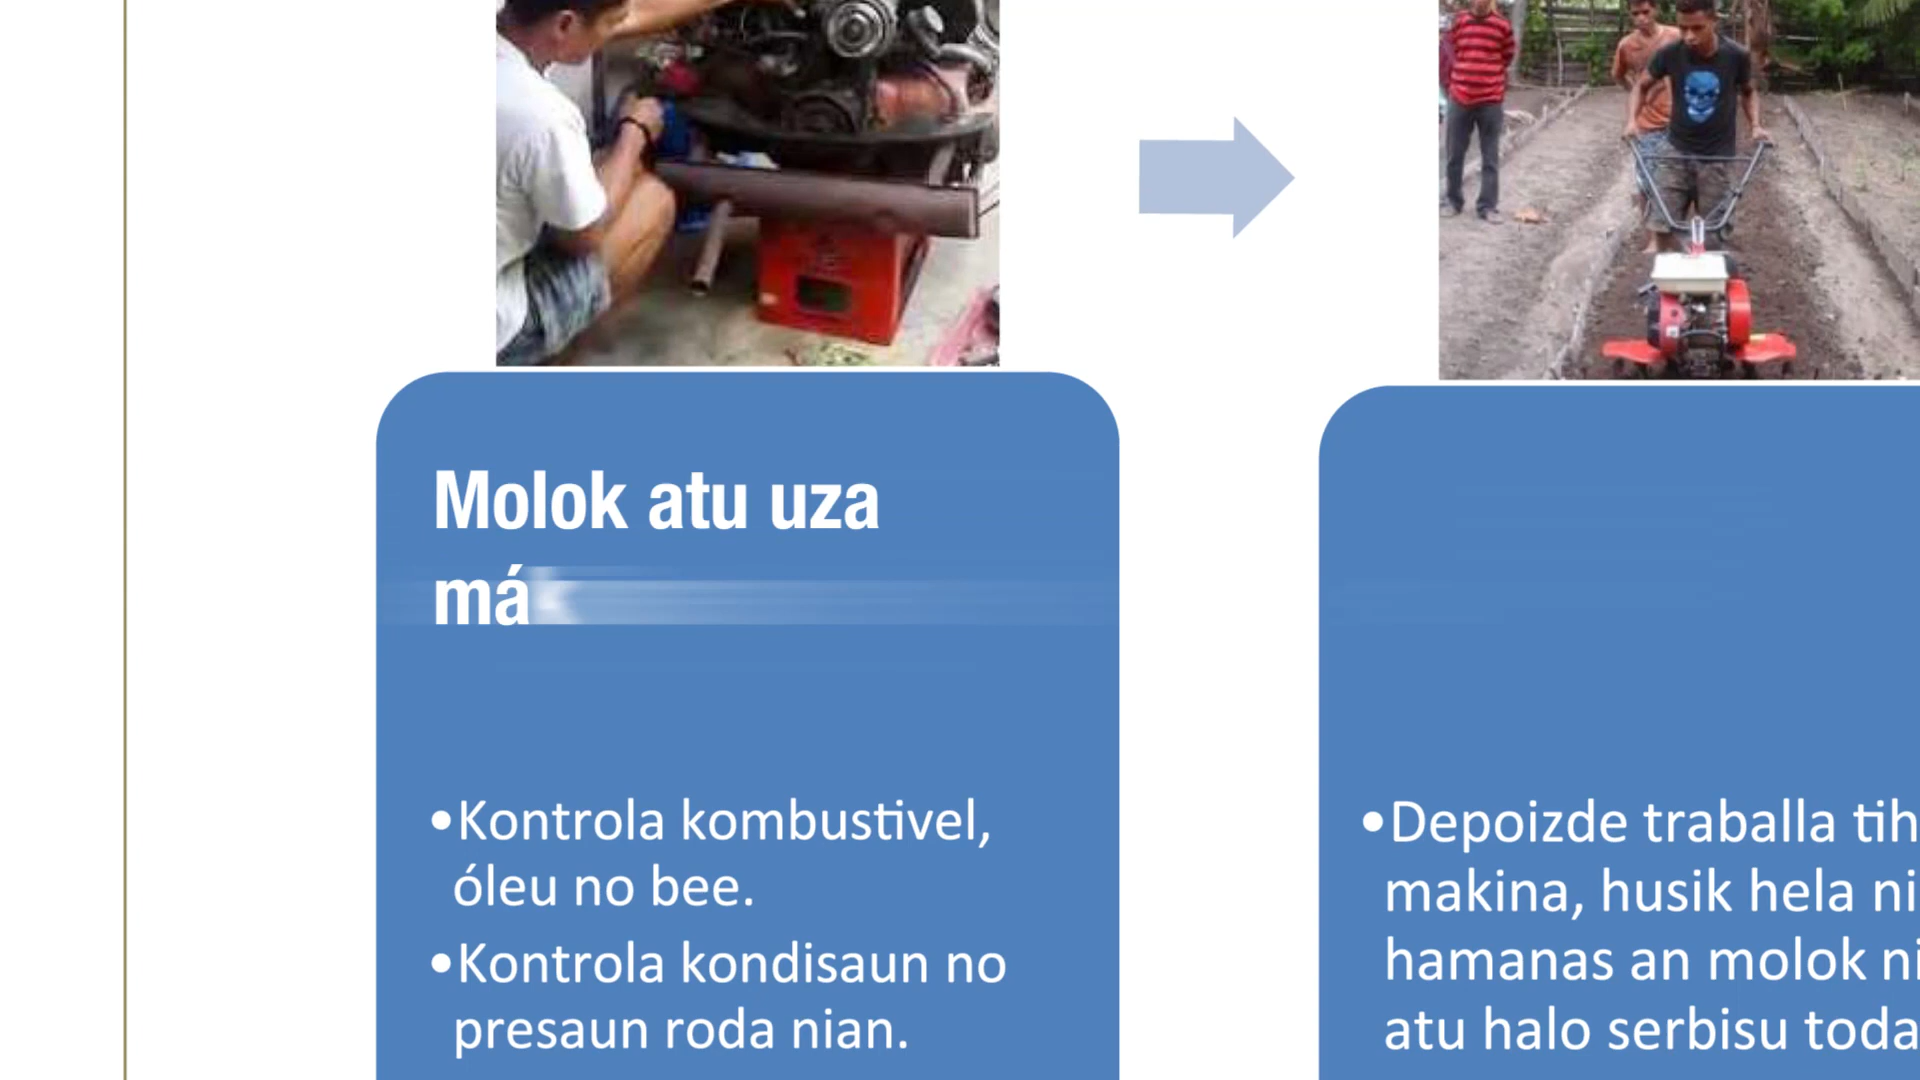 Molok atu uza
má
•Kontrola kombustivel,
óleu no bee.
•Kontrola kondisaun no
presaun roda nian.
•Depoizde traballa tih
makina, husik hela ni
hamanas an molok ni
atu halo serbisu toda